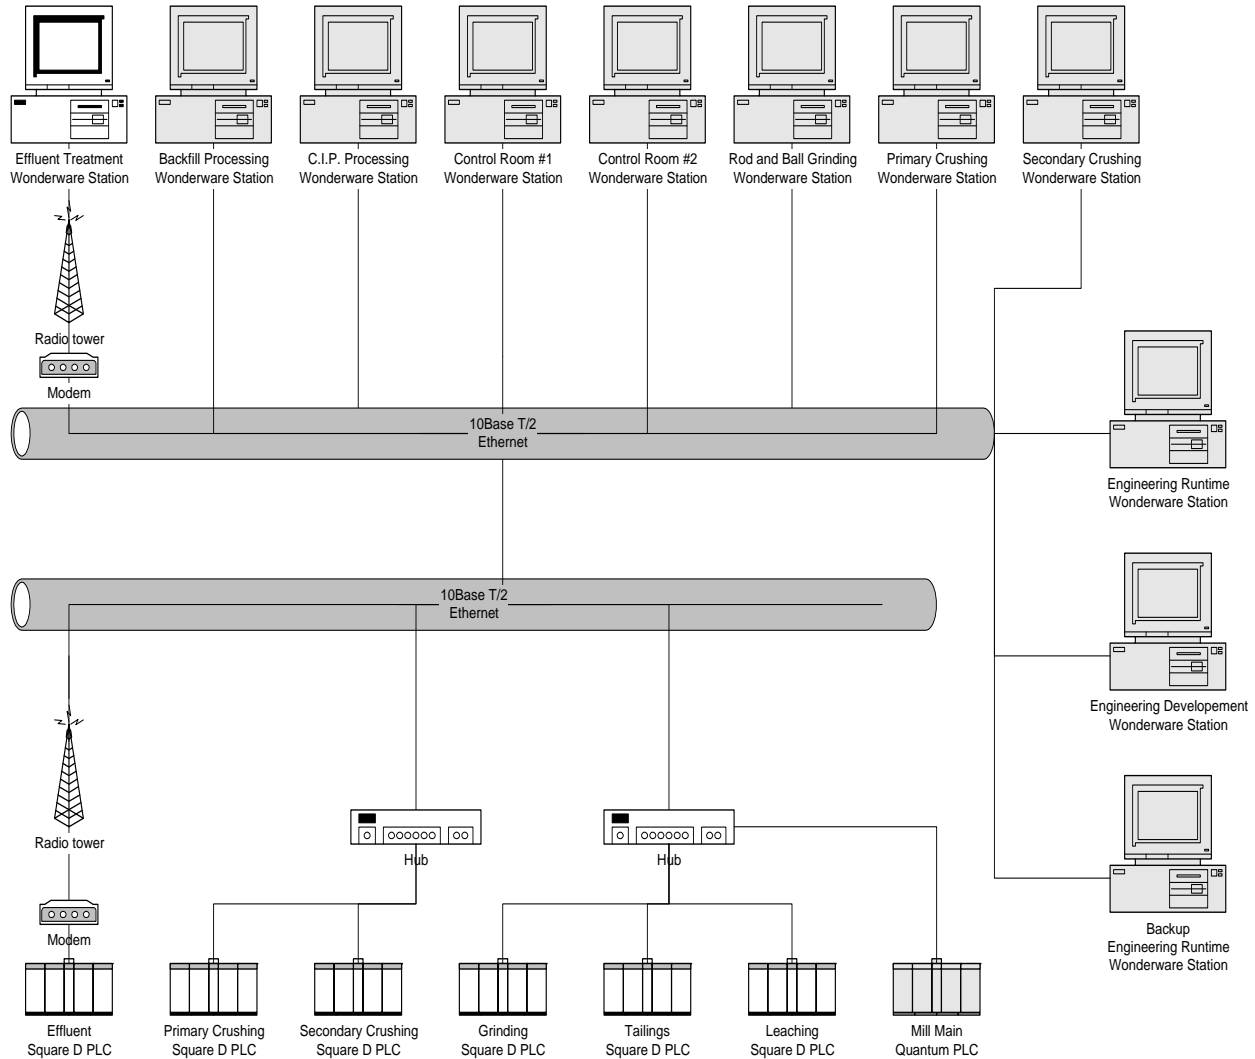 Effluent Treatment
Wonderware Station
Backfill Processing
Wonderware Station
C.I.P. Processing
Wonderware Station
Control Room #1
Wonderware Station
Control Room #2
Wonderware Station
Rod and Ball Grinding
Wonderware Station
Primary Crushing
Wonderware Station
Secondary Crushing
Wonderware Station
Radio tower
Modem
10Base T/2
Ethernet
Engineering Runtime
Wonderware Station
10Base T/2
Ethernet
Engineering Developement
Wonderware Station
Radio tower
Hub
Hub
Modem
Backup
Engineering Runtime
Wonderware Station
Effluent
Square D PLC
Primary Crushing
Square D PLC
Secondary Crushing
Square D PLC
Grinding
Square D PLC
Tailings
Square D PLC
Leaching
Square D PLC
Mill Main
Quantum PLC